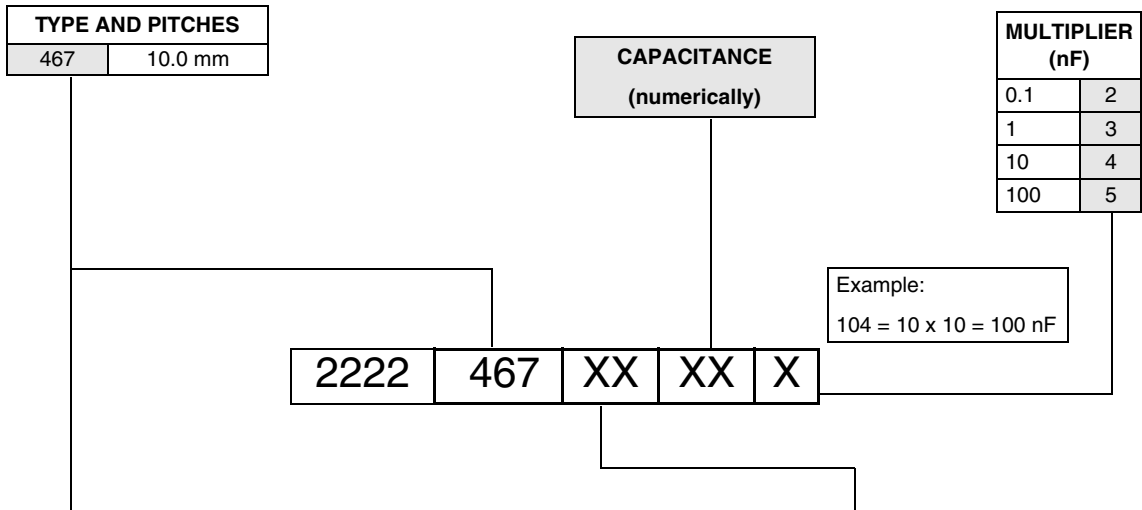 TYPE AND PITCHES
467 10.0 mm
CAPACITANCE
(numerically)
MULTIPLIER
(nF)
0.1 2
1 3
10 4
100 5
Example:
104 = 10 x 10 = 100 nF
2222 467 XX XX X